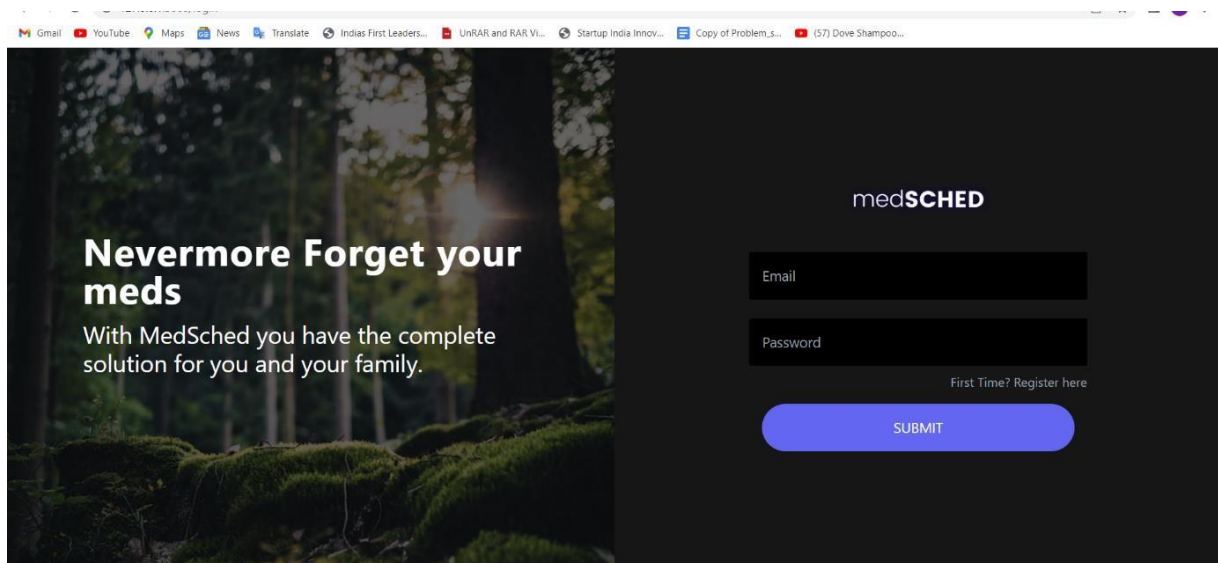 Gmail YouTube Maps News Translate Indias First Leaders... UnRAR and RAR Vi... Startup India Innov... Copy of Problem_s... (57) Dove Shampoo...
Nevermore Forget your
meds
With MedSched you have the complete
solution for you and your family.
medSCHED
Email
Password
First Time? Register here
SUBMIT